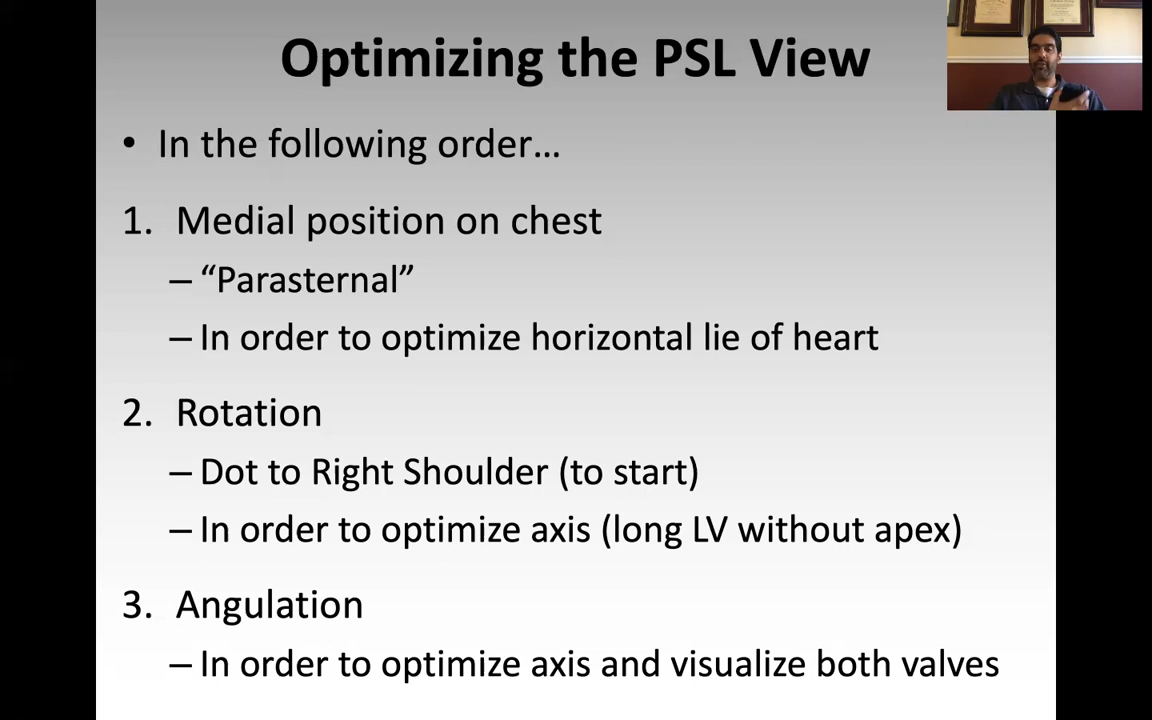 Optimizing the PSL View
• In the following order…
1. Medial position on chest
– “Parasternal”
– In order to optimize horizontal lie of heart
2. Rotation
– Dot to Right Shoulder (to start)
– In order to optimize axis (long LV without apex)
3. Angulation
– In order to optimize axis and visualize both valves